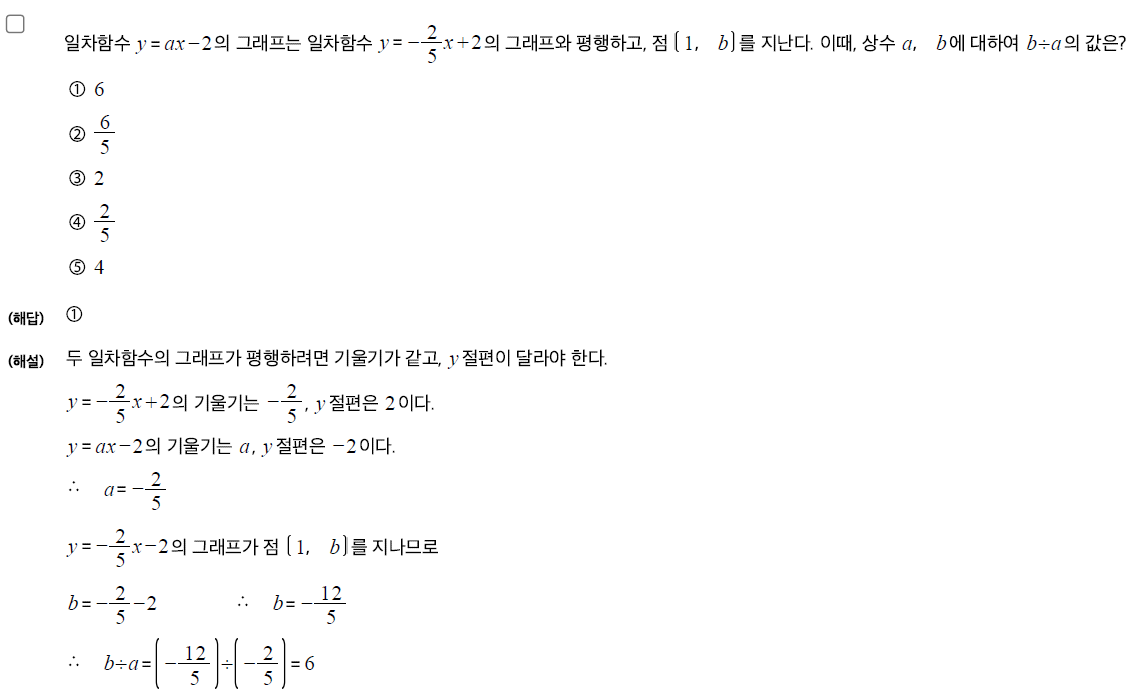 일차함수 y=ax−2의 그래프는 일차함수 y=−2/5x+2의 그래프와 평행하고, 점 (1, b)를 지난다. 이때, 상수 a, b에 대하여 b÷a의 값은?
① 6
② 6/5
③ 2
④ 2/5
⑤ 4
(해답) ①
(해설) 두 일차함수의 그래프가 평행하려면 기울기가 같고, y절편이 달라야 한다.
y=−2/5x+2의 기울기는 −2/5, y절편은 2이다.
y=ax−2의 기울기는 a, y절편은 −2이다.
∴ a=−2/5
y=−2/5x−2의 그래프가 점 (1, b)를 지나므로
b=−2/5−2 ∴ b=−12/5
∴ b÷a=(−12/5)÷(−2/5)=6